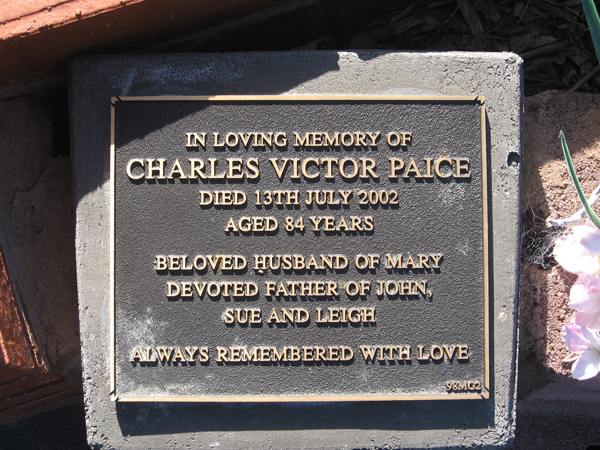 IN LOVING MEMORY OF
CHARLES VICTOR PAICE
DIED 13TH JULY 2002
AGED 84 YEARS
BELOVED HUSBAND OF MARY
DEVOTED FATHER OF JOHN,
SUE AND LEIGH
ALWAYS REMEMBERED WITH LOVE
98MG2